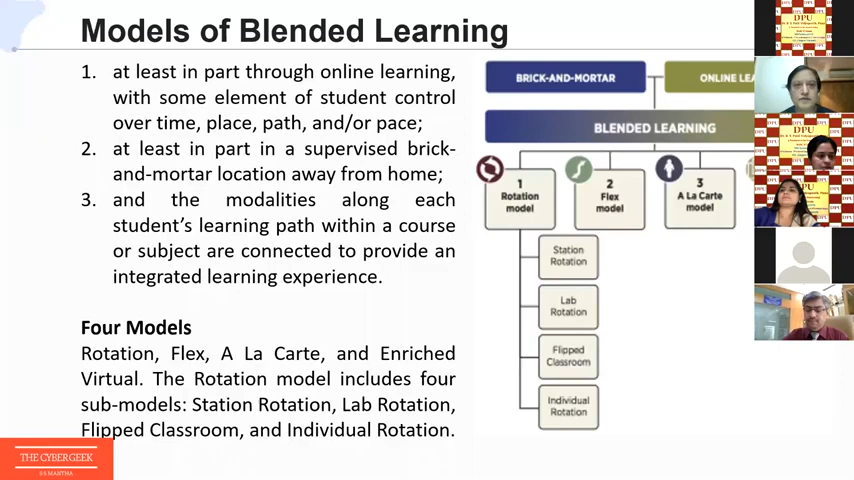 Models of Blended Learning
1. at least in part through online learning,
with some element of student control
over time, place, path, and/or pace;
2. at least in part in a supervised brick-
and-mortar location away from home;
3. and the modalities along each
student's learning path within a course
or subject are connected to provide an
integrated learning experience.
Four Models
Rotation, Flex, A La Carte, and Enriched
Virtual. The Rotation model includes four
sub-models: Station Rotation, Lab Rotation,
Flipped Classroom, and Individual Rotation.
THE CYBERGEEK
S S MAJITHIA
BRICK-AND-MORTAR
ONLINE LEA
BLENDED LEARNING
1
Rotation
model
2
Flex
model
3
A La Carte
model
Station
Rotation
Lab
Rotation
Flipped
Classroom
Individual
Rotation
DPU
DPU
DPU